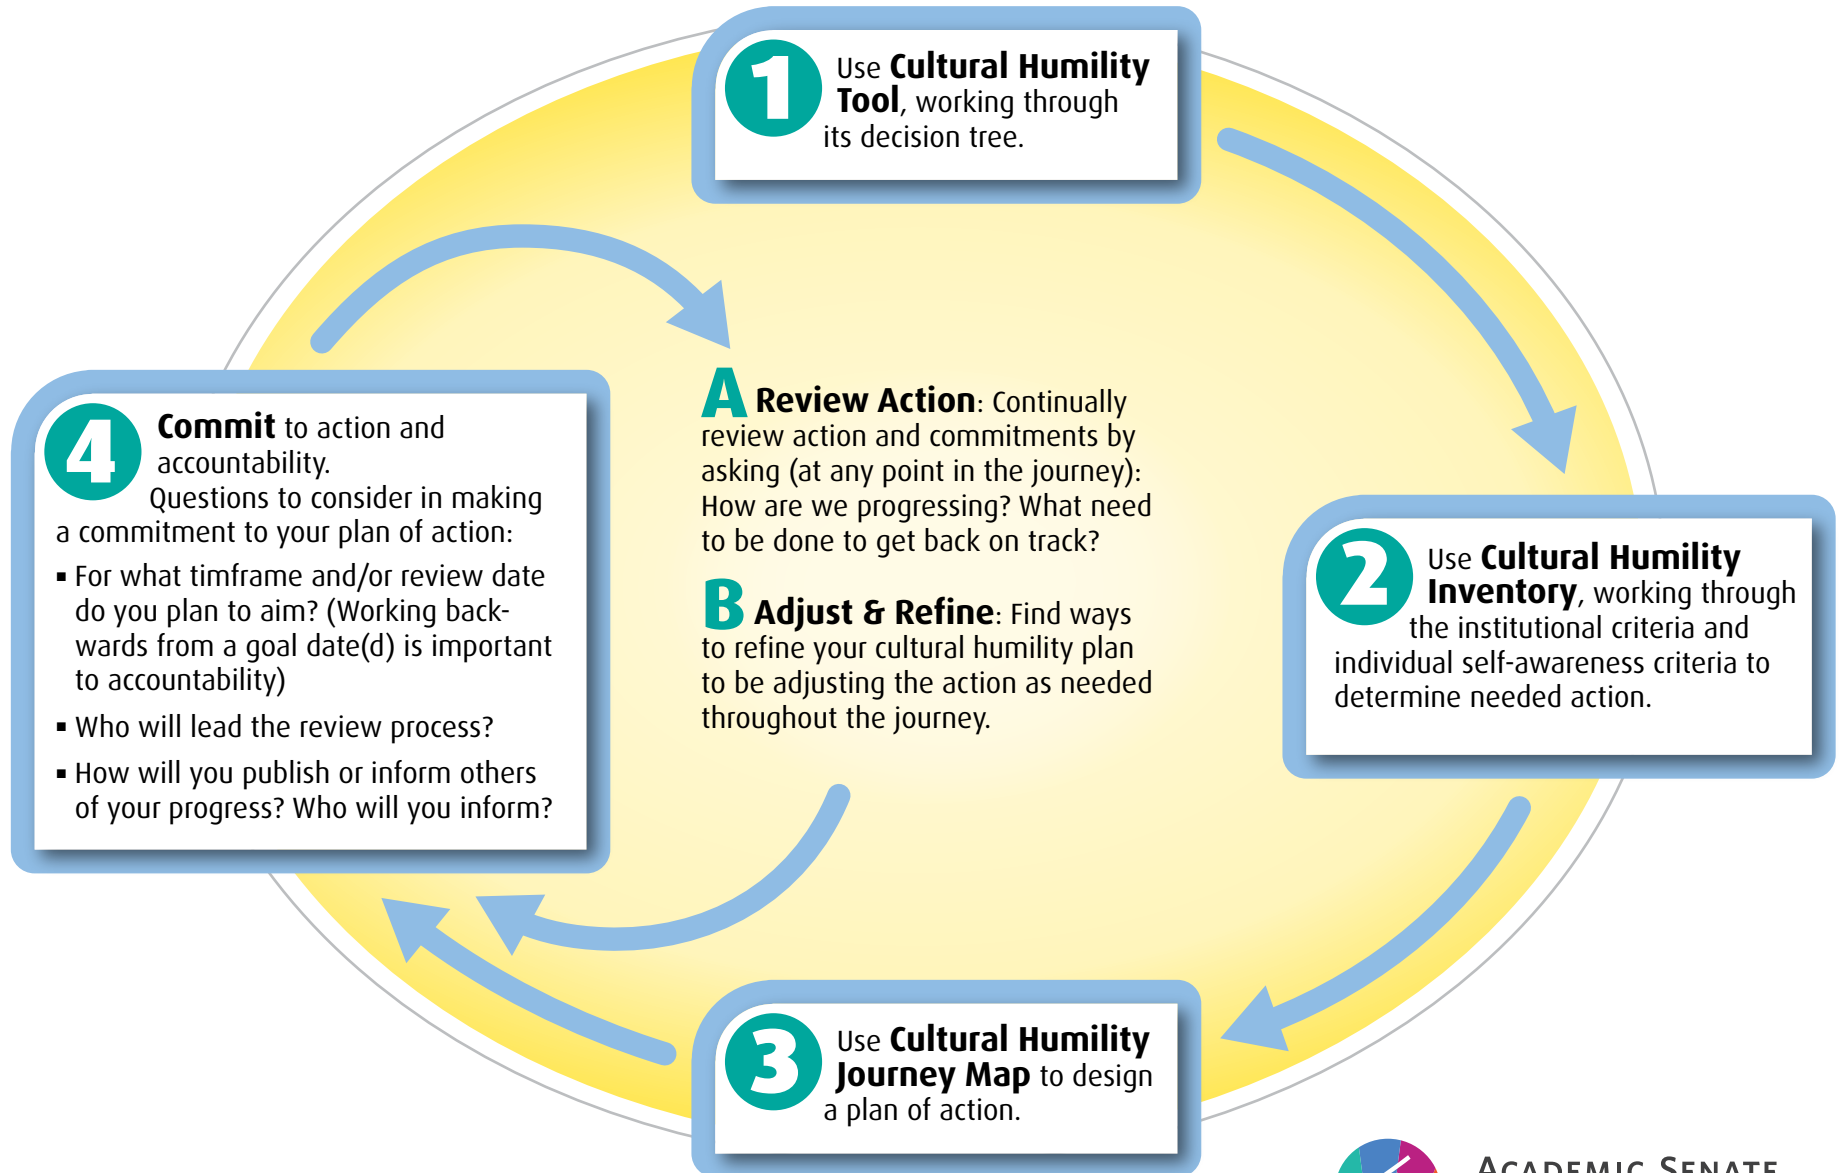 1
Use Cultural Humility
Tool, working through
its decision tree.
2
Use Cultural Humility
Inventory, working through
the institutional criteria and
individual self-awareness criteria to
determine needed action.
3
Use Cultural Humility
Journey Map to design
a plan of action.
4
Commit to action and
accountability.
Questions to consider in making
a commitment to your plan of action:
▪ For what timframe and/or review date
do you plan to aim? (Working back-
wards from a goal date(d) is important
to accountability)
▪ Who will lead the review process?
▪ How will you publish or inform others
of your progress? Who will you inform?
A Review Action: Continually
review action and commitments by
asking (at any point in the journey):
How are we progressing? What need
to be done to get back on track?
B Adjust & Refine: Find ways
to refine your cultural humility plan
to be adjusting the action as needed
throughout the journey.
ACADEMIC SENATE